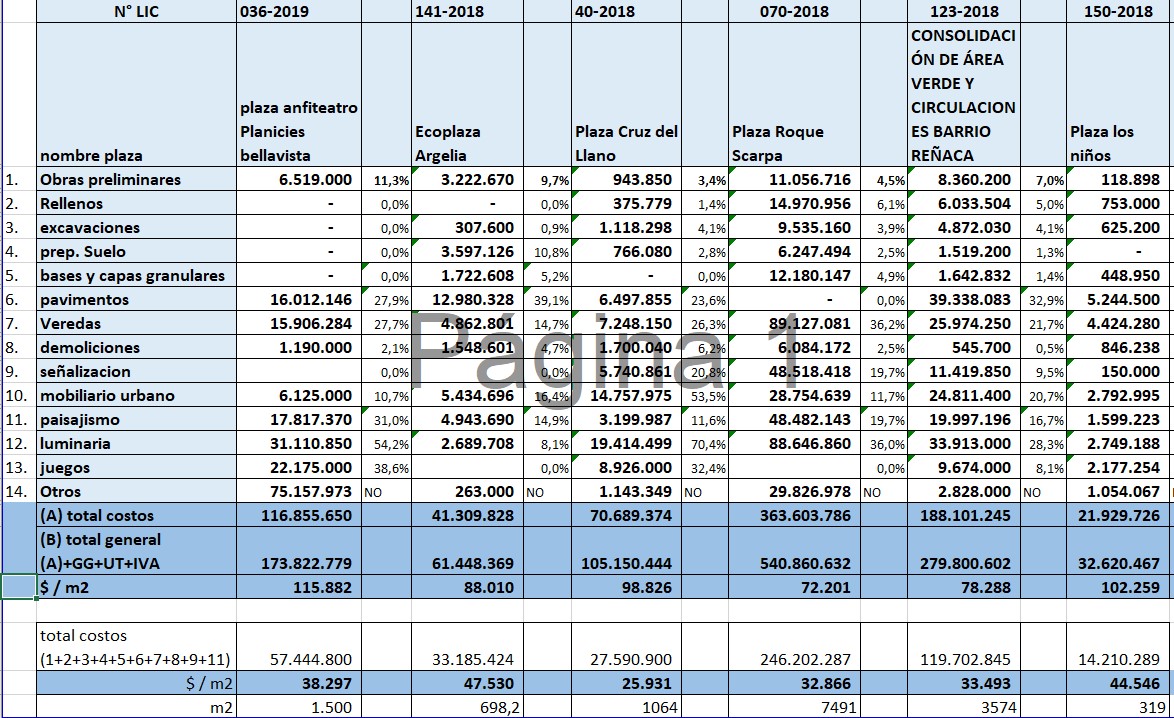 N° LIC 036-2019 141-2018 40-2018 070-2018 123-2018 150-2018
nombre plaza plaza anfiteatro Planicies bellavista Ecoplaza Argelia Plaza Cruz del Llano Plaza Roque Scarpa CONSOLIDACIÓN DE ÁREA VERDE Y CIRCULACIONES BARRIO REÑACA Plaza los niños
1. Obras preliminares 6.519.000 11,3% 3.222.670 9,7% 943.850 3,4% 11.056.716 4,5% 8.360.200 7,0% 118.898
2. Rellenos - 0,0% - 0,0% 375.779 1,4% 14.970.956 6,1% 6.033.504 5,0% 753.000
3. excavaciones - 0,0% 307.600 0,9% 1.118.298 4,1% 9.535.160 3,9% 4.872.030 4,1% 625.200
4. prep. Suelo - 0,0% 3.597.126 10,8% 766.080 2,8% 6.247.494 2,5% 1.519.200 1,3% -
5. bases y capas granulares - 0,0% 1.722.608 5,2% - 0,0% 12.180.147 4,9% 1.642.832 1,4% 448.950
6. pavimentos 16.012.146 27,9% 12.980.328 39,1% 6.497.855 23,6% - 0,0% 39.338.083 32,9% 5.244.500
7. Veredas 15.906.284 27,7% 4.862.801 14,7% 7.248.150 26,3% 89.127.081 36,2% 25.974.250 21,7% 4.424.280
8. demoliciones 1.190.000 2,1% 1.548.601 4,7% 1.700.040 6,2% 6.084.172 2,5% 545.700 0,5% 846.238
9. señalizacion 0,0% 0,0% 5.740.861 20,8% 48.518.418 19,7% 11.419.850 9,5% 150.000
10. mobiliario urbano 6.125.000 10,7% 5.434.696 16,4% 14.757.975 53,5% 28.754.639 11,7% 24.811.400 20,7% 2.792.995
11. paisajismo 17.817.370 31,0% 4.943.690 14,9% 3.199.987 11,6% 48.482.143 19,7% 19.997.196 16,7% 1.599.223
12. luminaria 31.110.850 54,2% 2.689.708 8,1% 19.414.499 70,4% 88.646.860 36,0% 33.913.000 28,3% 2.749.188
13. juegos 22.175.000 38,6% 0,0% 8.926.000 32,4% 0,0% 9.674.000 8,1% 2.177.254
14. Otros 75.157.973 NO 263.000 NO 1.143.349 NO 29.826.978 NO 2.828.000 NO 1.054.067
(A) total costos 116.855.650 41.309.828 70.689.374 363.603.786 188.101.245 21.929.726
(B) total general
(A)+GG+UT+IVA 173.822.779 61.448.369 105.150.444 540.860.632 279.800.602 32.620.467
$ / m2 115.882 88.010 98.826 72.201 78.288 102.259
total costos
(1+2+3+4+5+6+7+8+9+11) 57.444.800 33.185.424 27.590.900 246.202.287 119.702.845 14.210.289
$ / m2 38.297 47.530 25.931 32.866 33.493 44.546
m2 1.500 698,2 1064 7491 3574 319
Página 1